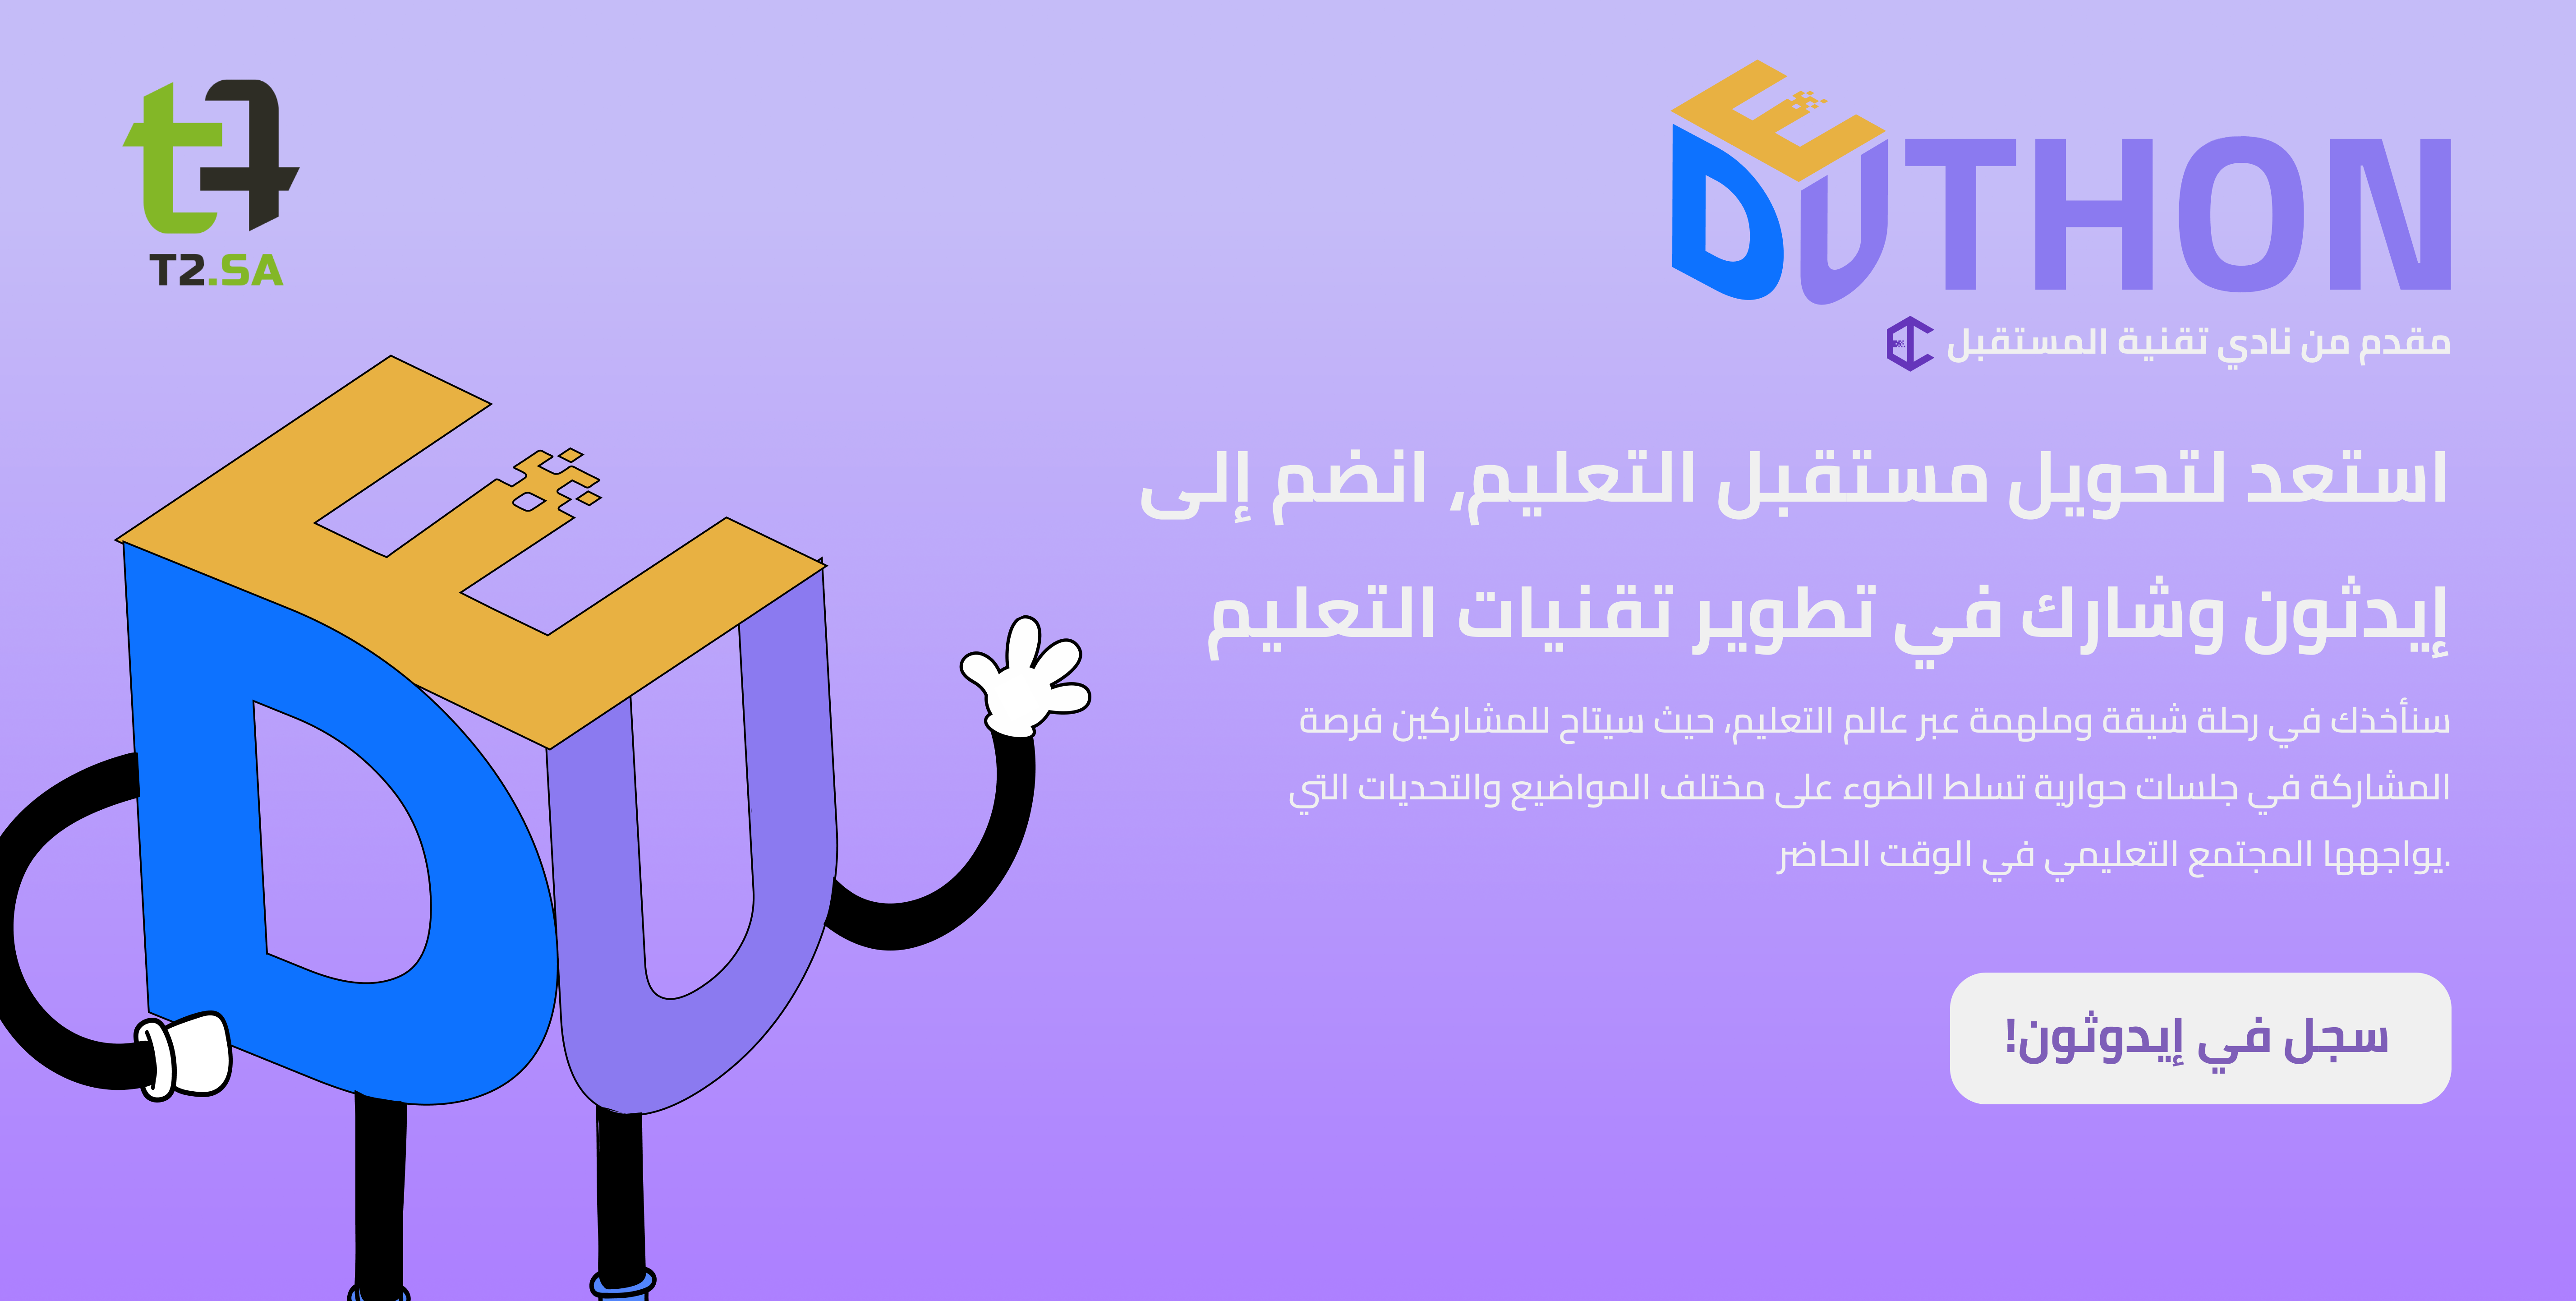 T2.SA
EDUTHON
مقدم من نادي تقنية المستقبل
استعد لتحويل مستقبل التعليم، انضم إلى
إيدثون وشارك في تطوير تقنيات التعليم
سنأخذك في رحلة شيقة وملهمة عبر عالم التعليم، حيث سيتاح للمشاركين فرصة
المشاركة في جلسات حوارية تسلط الضوء على مختلف المواضيع والتحديات التي
.يواجهها المجتمع التعليمي في الوقت الحاضر
سجل في إيدوثون!
EDU